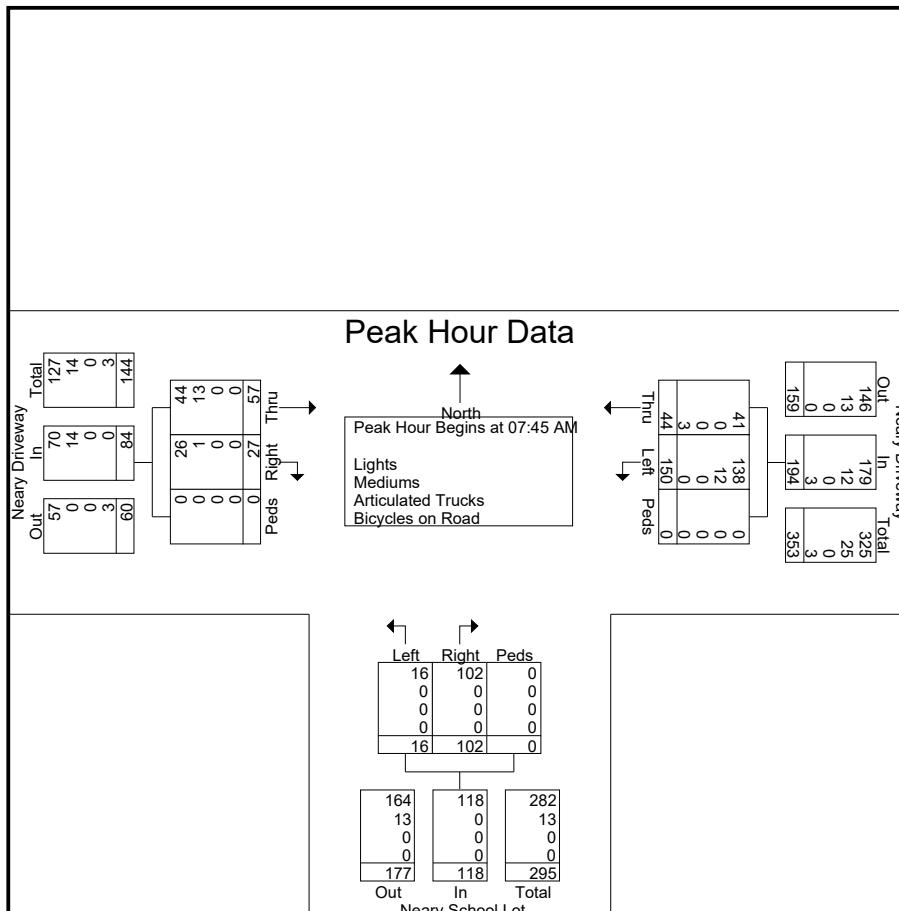 Peak Hour Data
North
Peak Hour Begins at 07:45 AM
Lights
Mediums
Articulated Trucks
Bicycles on Road
Neary Driveway
Total
127
14
0
3
144
In
70
14
0
0
84
Out
57
0
0
3
60
Thru
44
13
0
0
57
Right
26
1
0
0
27
Peds
0
0
0
0
0
Neary Driveway
Out
146
13
0
0
159
In
179
12
0
3
194
Total
325
25
0
3
353
Thru
41
0
0
3
44
Left
138
12
0
0
150
Peds
0
0
0
0
0
Left Right Peds
16 102 0
0 0 0
0 0 0
0 0 0
16 102 0
164 118 282
13 0 13
0 0 0
0 0 0
177 118 295
Out In Total
Neary School Lot